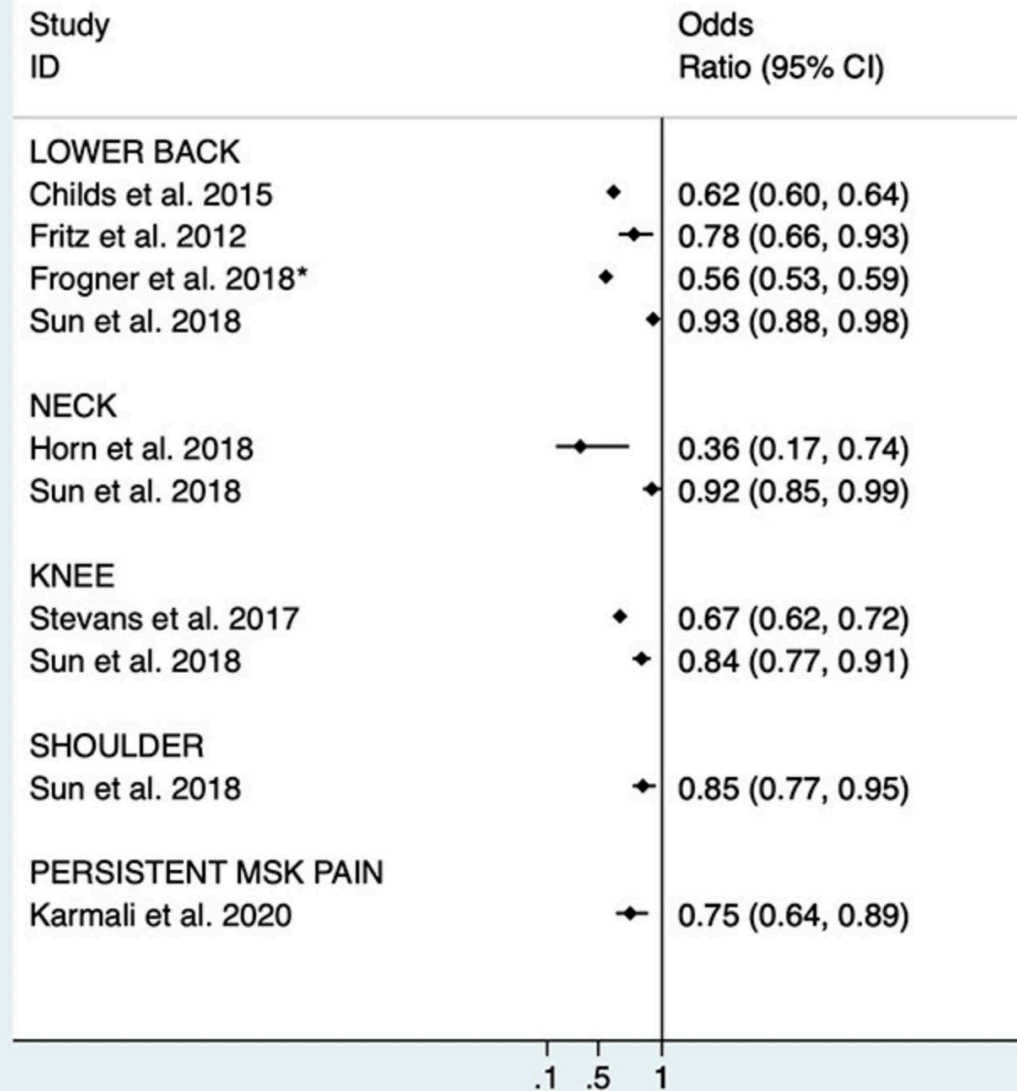 Study Odds
ID Ratio (95% CI)
LOWER BACK
Childs et al. 2015 0.62 (0.60, 0.64)
Fritz et al. 2012 0.78 (0.66, 0.93)
Frogner et al. 2018* 0.56 (0.53, 0.59)
Sun et al. 2018 0.93 (0.88, 0.98)
NECK
Horn et al. 2018 0.36 (0.17, 0.74)
Sun et al. 2018 0.92 (0.85, 0.99)
KNEE
Stevans et al. 2017 0.67 (0.62, 0.72)
Sun et al. 2018 0.84 (0.77, 0.91)
SHOULDER
Sun et al. 2018 0.85 (0.77, 0.95)
PERSISTENT MSK PAIN
Karmali et al. 2020 0.75 (0.64, 0.89)
.1 .5 1